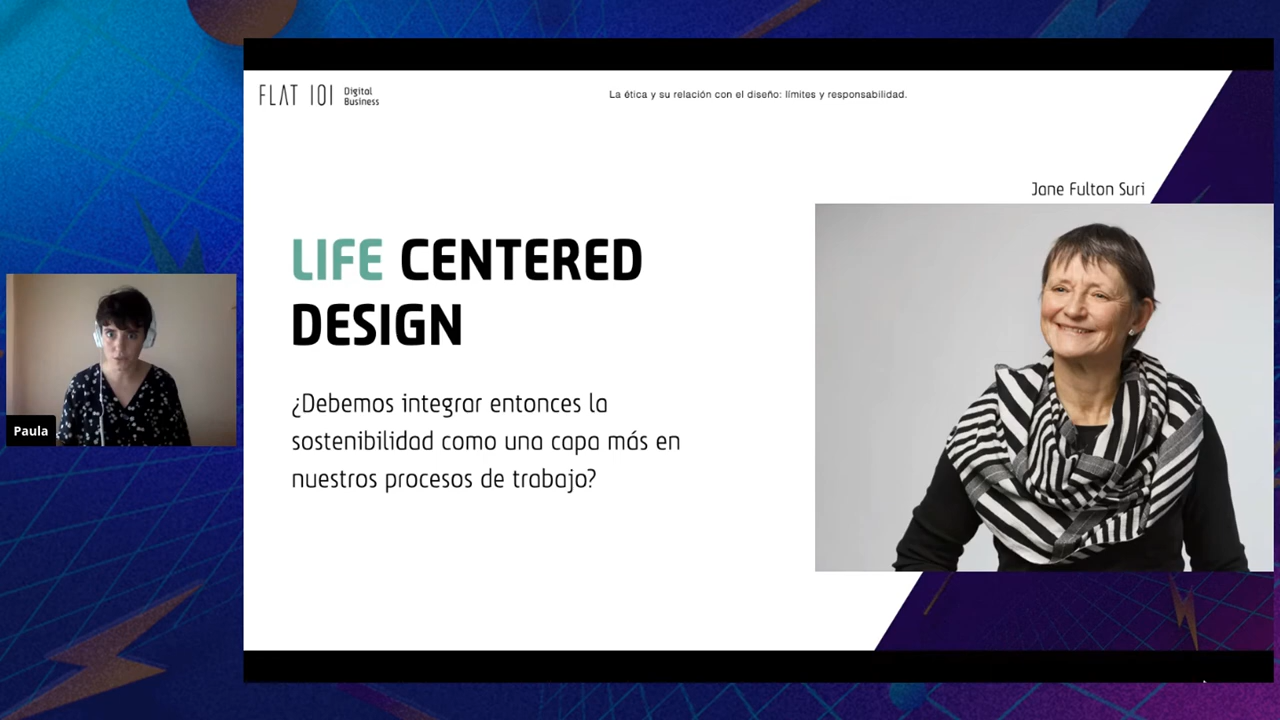 FLAT 101 Digital
Business
La ética y su relación con el diseño: límites y responsabilidad.
Jane Fulton Suri
LIFE CENTERED
DESIGN
¿Debemos integrar entonces la
sostenibilidad como una capa más en
nuestros procesos de trabajo?
Paula